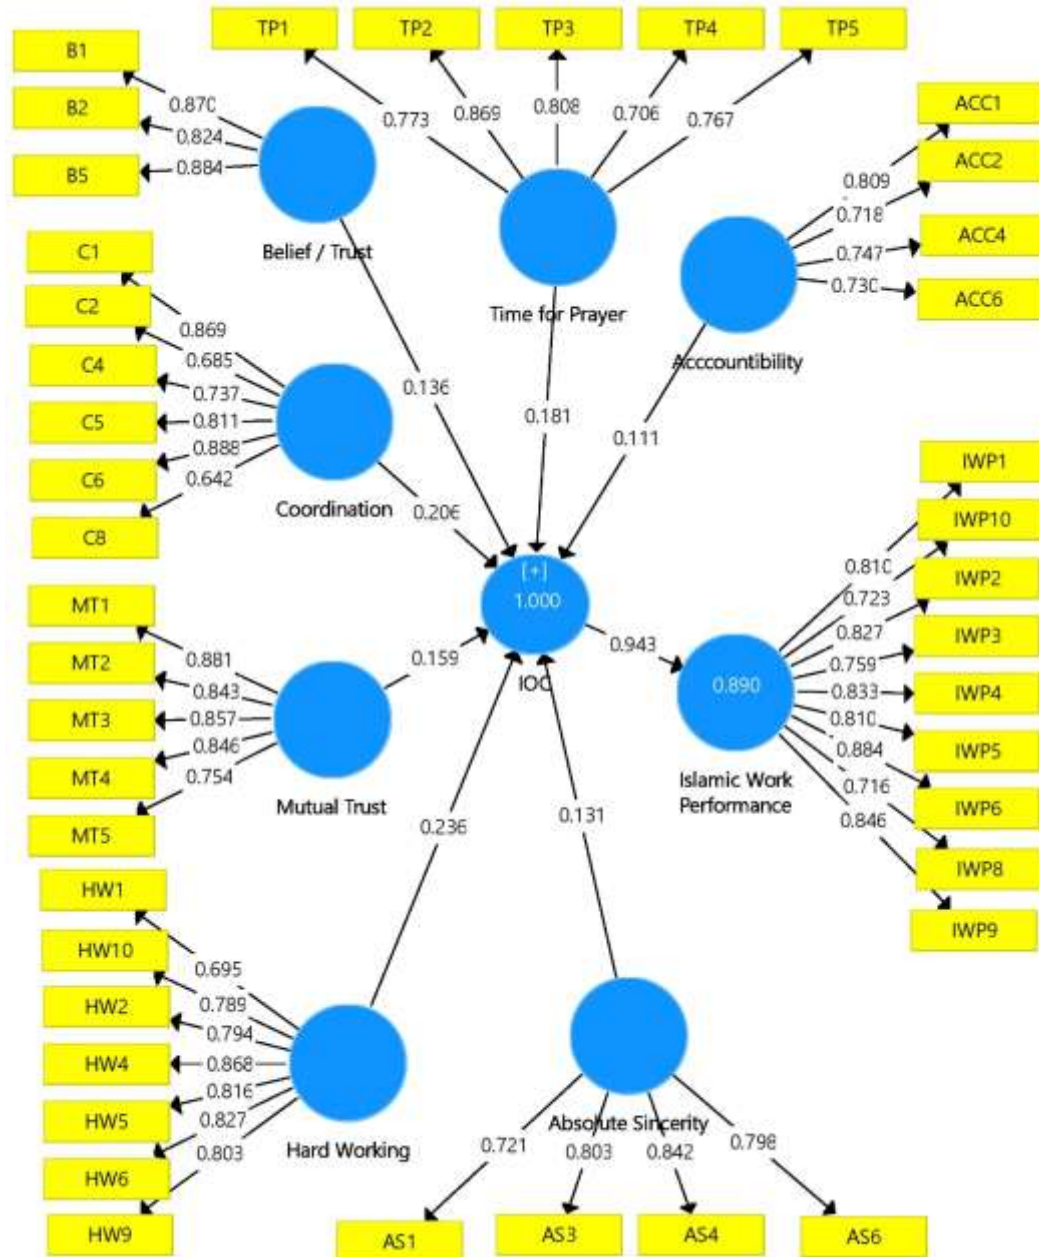 TP1
TP2
TP3
TP4
TP5
0.773
0.869
0.808
0.706
0.767
Time for Prayer
0.181
B1
B2
B5
0.870
0.824
0.884
Belief / Trust
0.136
ACC1
ACC2
ACC4
ACC6
0.809
0.718
0.747
0.730
Acccountibility
0.111
C1
C2
C4
C5
C6
C8
0.869
0.685
0.737
0.811
0.888
0.642
Coordination
0.206
[+]
1.000
IOC
0.943
MT1
MT2
MT3
MT4
MT5
0.881
0.843
0.857
0.846
0.754
Mutual Trust
0.159
IWP1
IWP10
IWP2
IWP3
IWP4
IWP5
IWP6
IWP8
IWP9
0.810
0.723
0.827
0.759
0.833
0.810
0.884
0.716
0.846
0.890
Islamic Work
Performance
HW1
HW10
HW2
HW4
HW5
HW6
HW9
0.695
0.789
0.794
0.868
0.816
0.827
0.803
Hard Working
0.236
0.131
Absolute Sincerity
0.721
0.803
0.842
0.798
AS1
AS3
AS4
AS6